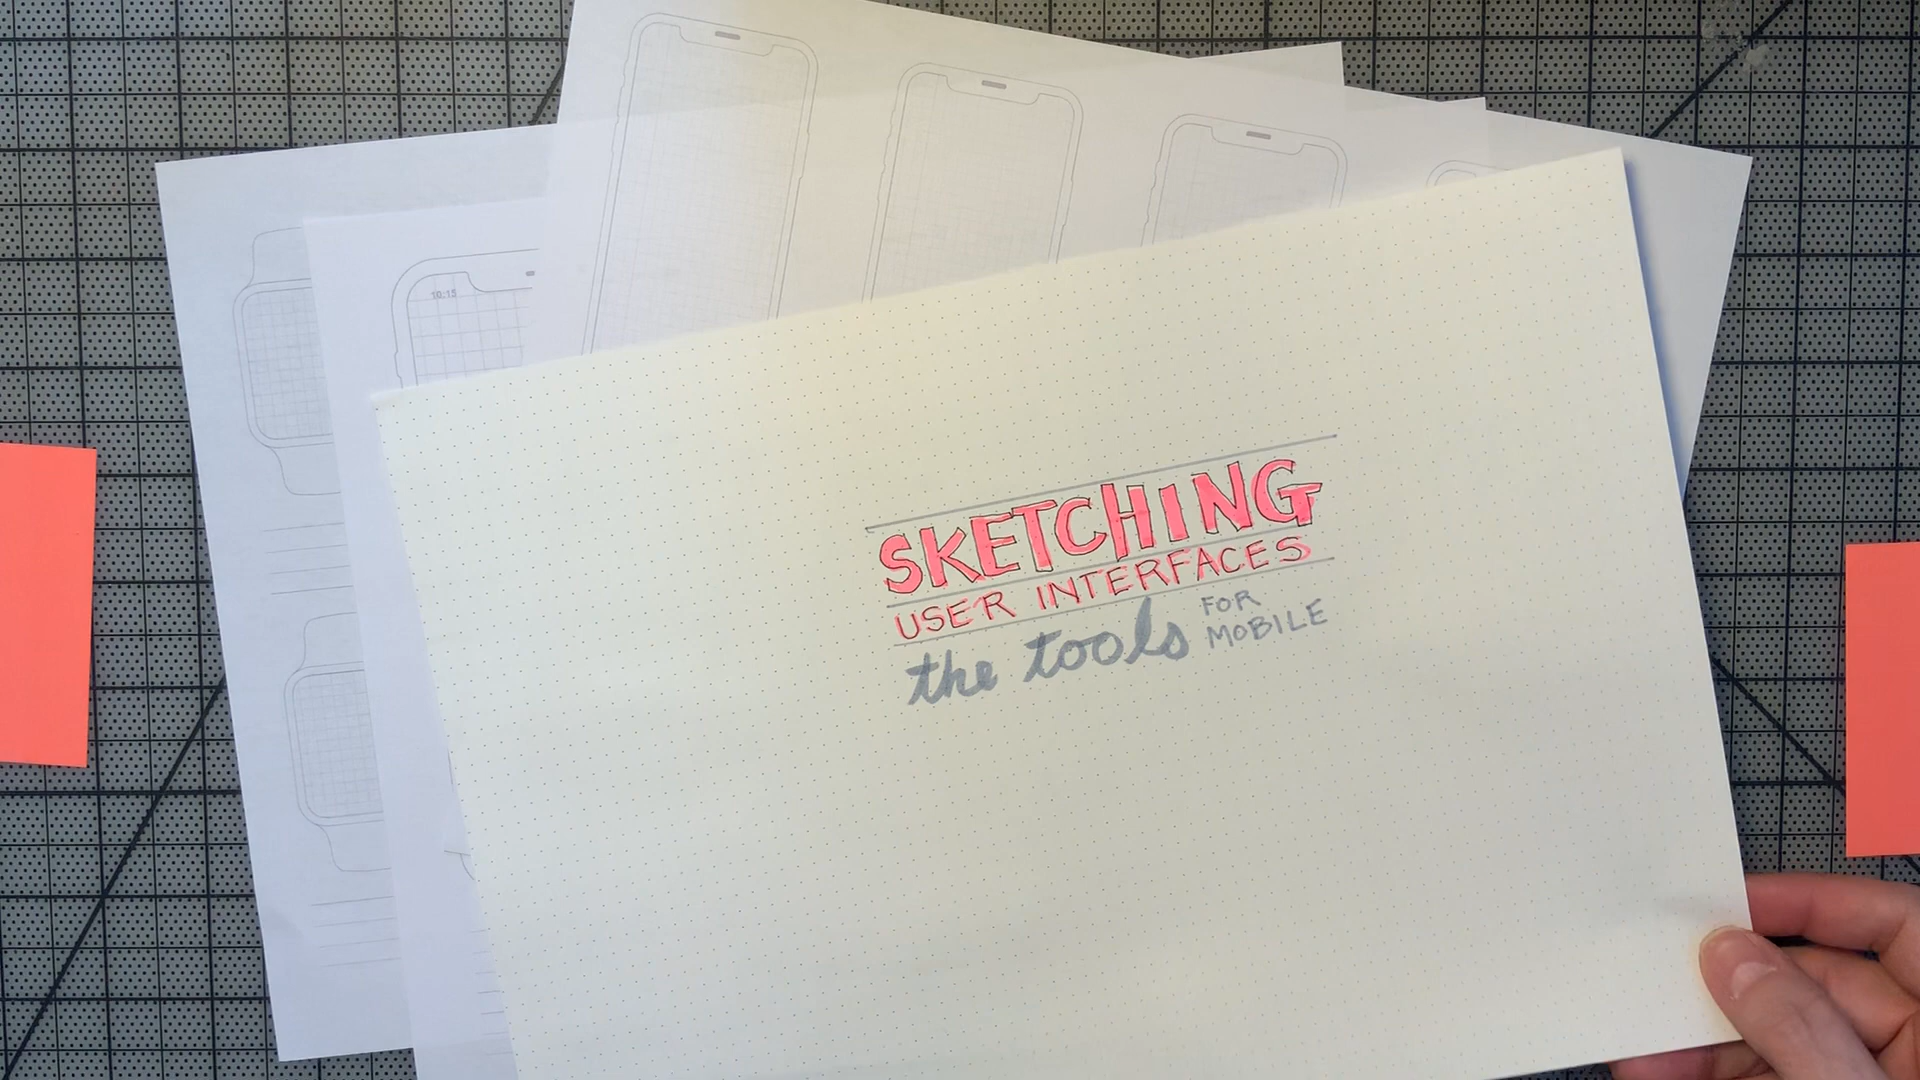 10:15
SKETCHING
USER INTERFACES
the tools FOR
MOBILE